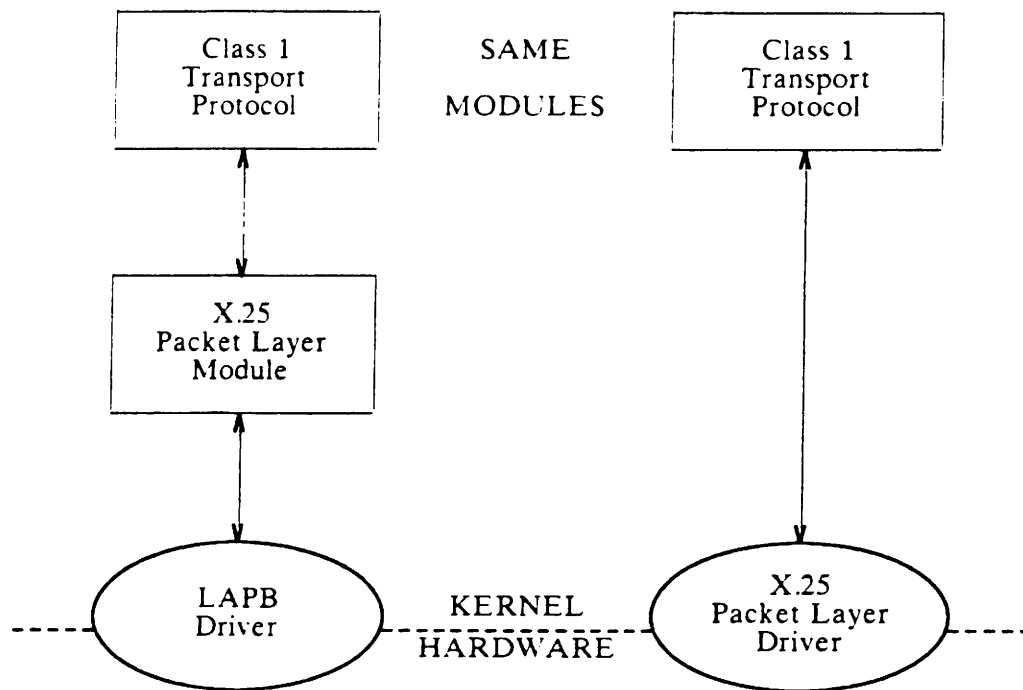 Class 1
Transport
Protocol
SAME
MODULES
Class 1
Transport
Protocol
X.25
Packet Layer
Module
LAPB
Driver
KERNEL
HARDWARE
X.25
Packet Layer
Driver